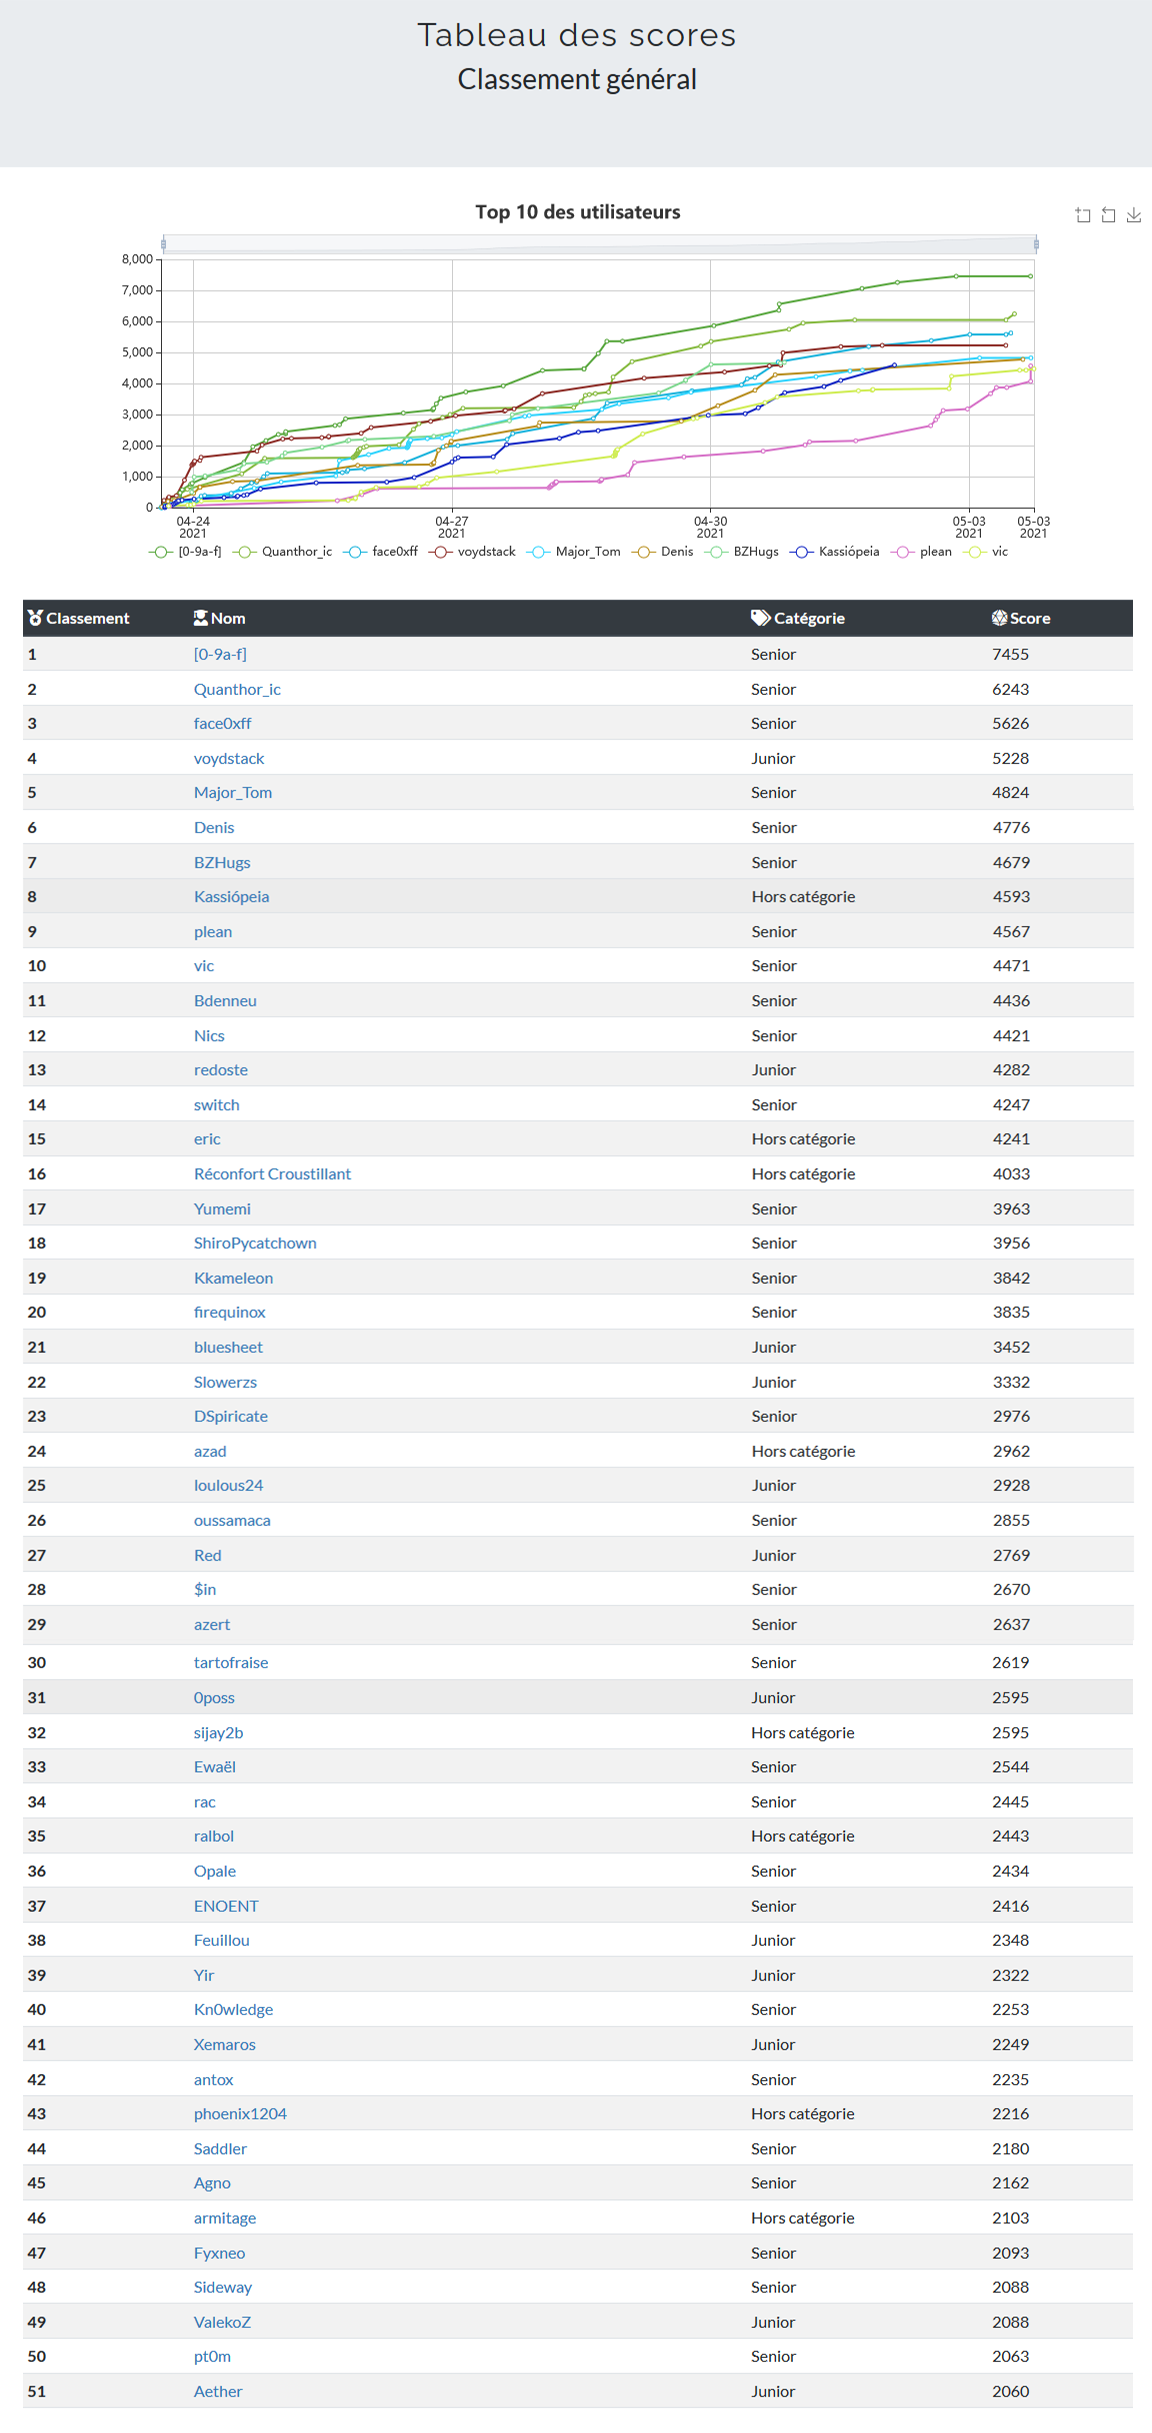 Tableau des scores
Classement général
Top 10 des utilisateurs
8,000
7,000
6,000
5,000
4,000
3,000
2,000
1,000
0
04-24 04-27 04-30 05-03 05-03
2021 2021 2021 2021 2021
[0-9a-f] Quanthor_ic face0xff voydstack Major_Tom Denis BZHugs Kassiópeia plean vic
Classement Nom Catégorie Score
1 [0-9a-f] Senior 7455
2 Quanthor_ic Senior 6243
3 face0xff Senior 5626
4 voydstack Junior 5228
5 Major_Tom Senior 4824
6 Denis Senior 4776
7 BZHugs Senior 4679
8 Kassiópeia Hors catégorie 4593
9 plean Senior 4567
10 vic Senior 4471
11 Bdenneu Senior 4436
12 Nics Senior 4421
13 redoste Junior 4282
14 switch Senior 4247
15 eric Hors catégorie 4241
16 Réconfort Croustillant Hors catégorie 4033
17 Yumemi Senior 3963
18 ShiroPycatchown Senior 3956
19 Kkameleon Senior 3842
20 firequinox Senior 3835
21 bluesheet Junior 3452
22 Slowerzs Junior 3332
23 DSpiricate Senior 2976
24 azad Hors catégorie 2962
25 loulous24 Junior 2928
26 oussamaca Senior 2855
27 Red Junior 2769
28 $in Senior 2670
29 azert Senior 2637
30 tartofraise Senior 2619
31 0poss Junior 2595
32 sijay2b Hors catégorie 2595
33 Ewaël Senior 2544
34 rac Senior 2445
35 ralbol Hors catégorie 2443
36 Opale Senior 2434
37 ENOENT Senior 2416
38 Feuillou Junior 2348
39 Yir Junior 2322
40 Kn0wledge Senior 2253
41 Xemaros Junior 2249
42 antox Senior 2235
43 phoenix1204 Hors catégorie 2216
44 Saddler Senior 2180
45 Agno Senior 2162
46 armitage Hors catégorie 2103
47 Fyxneo Senior 2093
48 Sideway Senior 2088
49 ValekoZ Junior 2088
50 pt0m Senior 2063
51 Aether Junior 2060